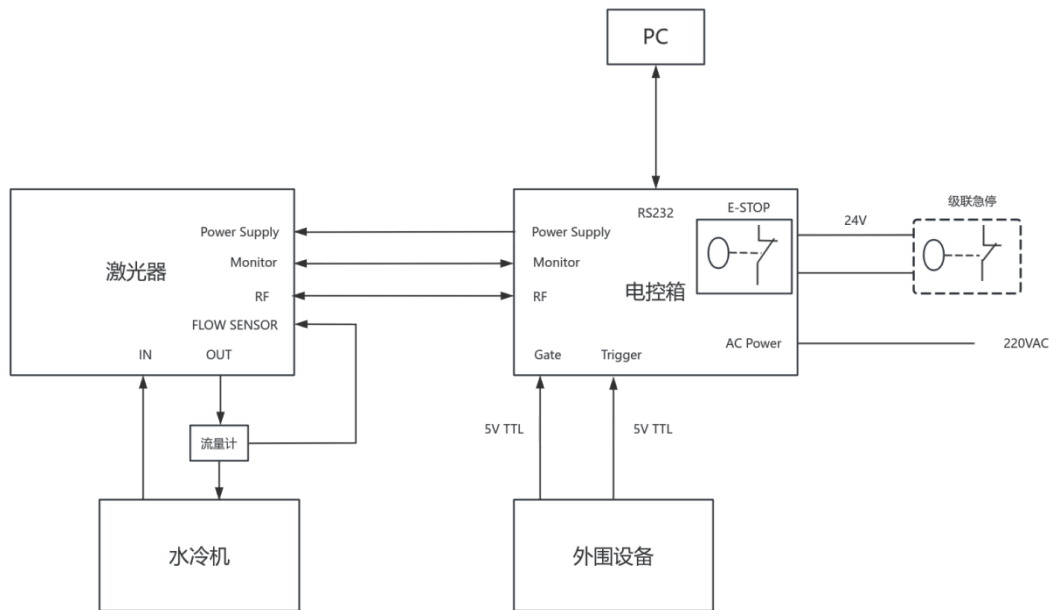 PC
RS232
E-STOP
24V
级联急停
激光器
Power Supply
Monitor
RF
FLOW SENSOR
IN
OUT
Power Supply
Monitor
RF
电控箱
AC Power
220VAC
Gate
Trigger
5V TTL
5V TTL
流量计
水冷机
外围设备